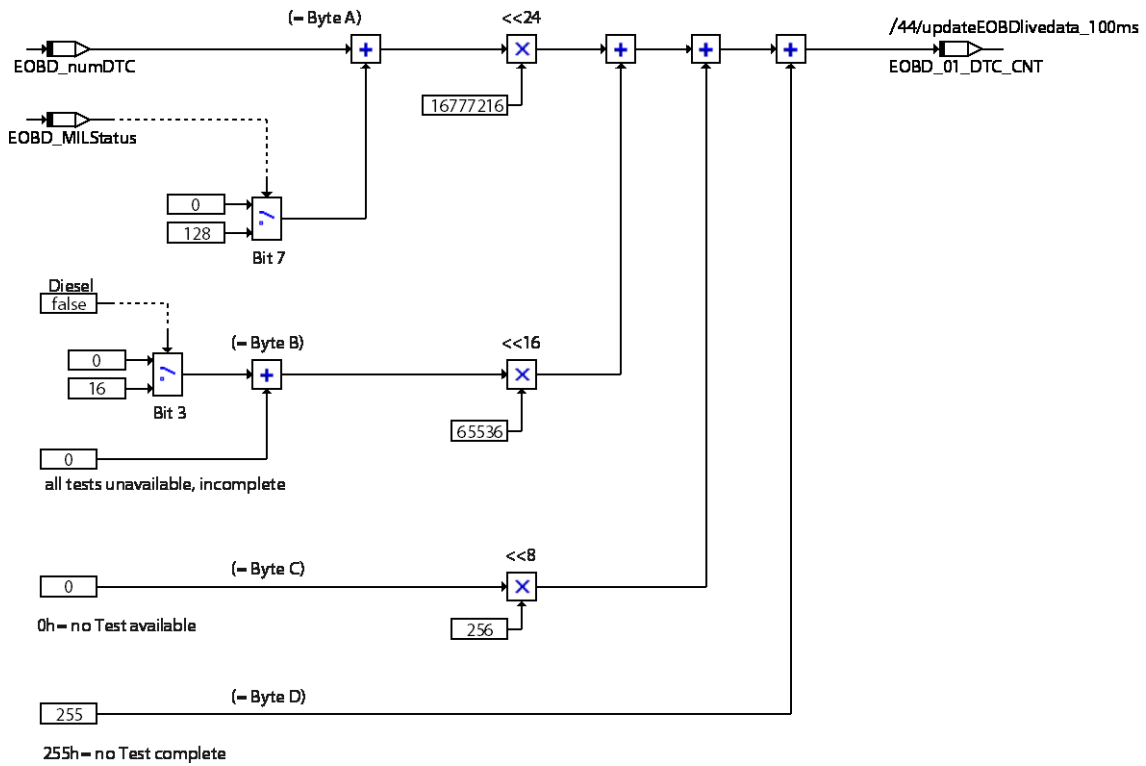 (= Byte A)
<<24
/44/updateEOBDlivedata_100ms
EOBD_numDTC
EOBD_01_DTC_CNT
16777216
EOBD_MILStatus
0
128
Bit 7
Diesel
false
(= Byte B)
<<16
0
16
Bit 3
65536
0
all tests unavailable, incomplete
<<8
(= Byte C)
0
0h= no Test available
256
(= Byte D)
255
255h= no Test complete